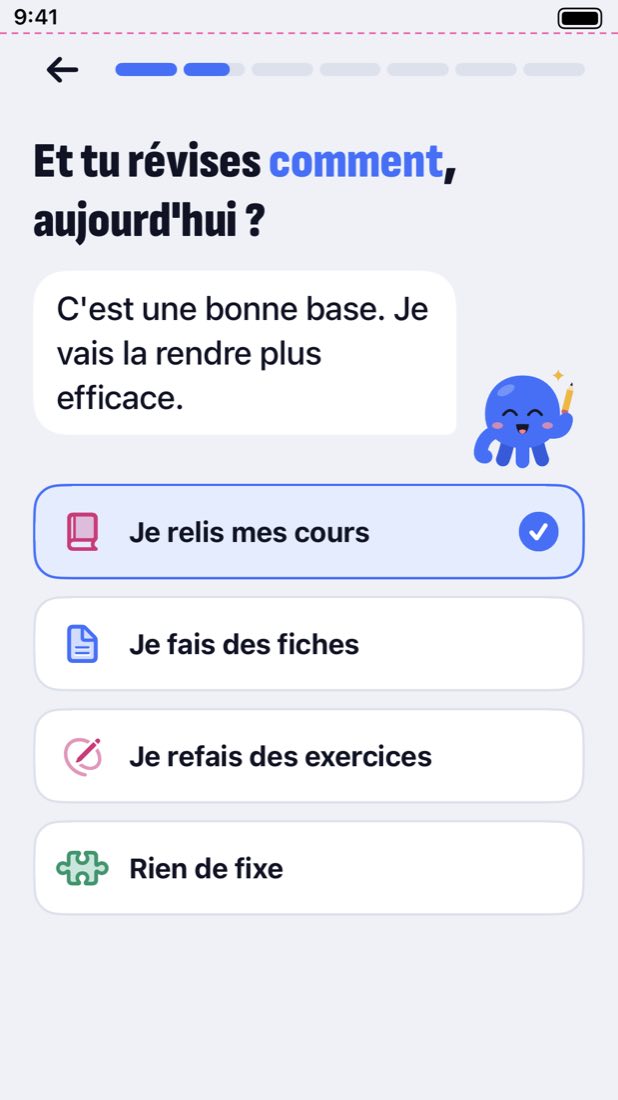 9:41
Et tu révises comment,
aujourd'hui ?
C'est une bonne base. Je
vais la rendre plus
efficace.
Je relis mes cours
Je fais des fiches
Je refais des exercices
Rien de fixe